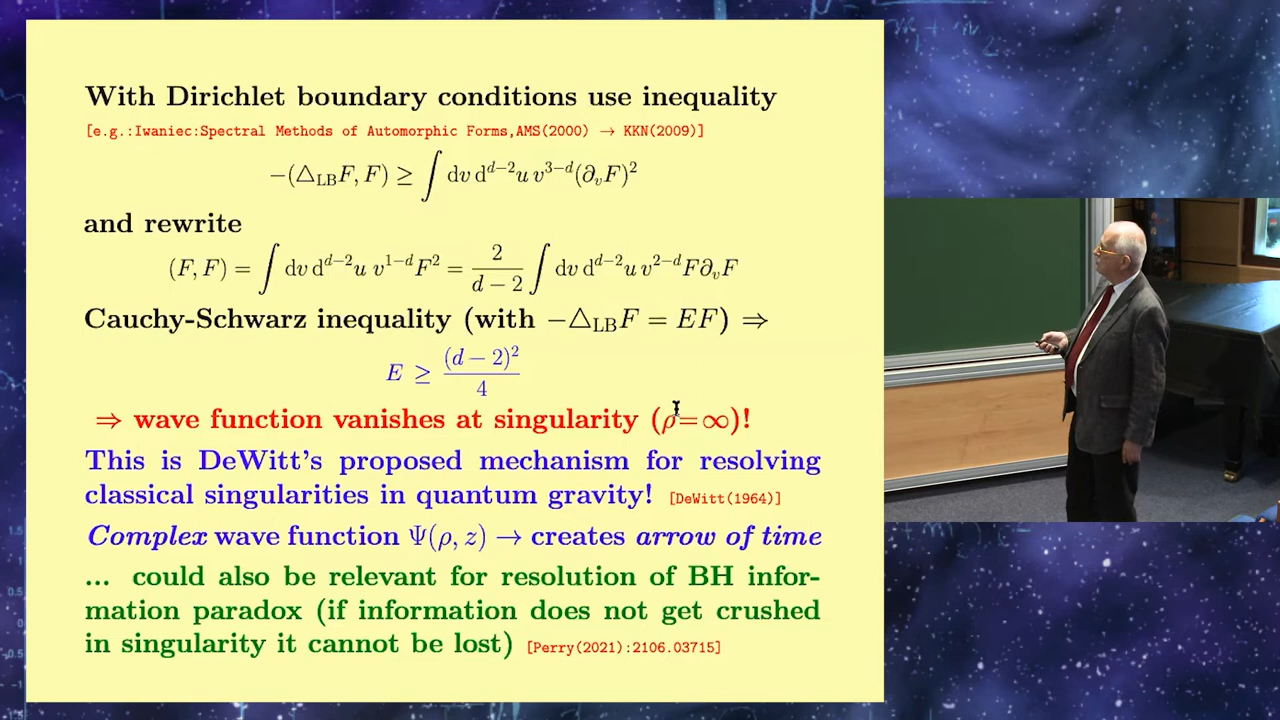 With Dirichlet boundary conditions use inequality
[e.g.:Iwaniec:Spectral Methods of Automorphic Forms,AMS(2000) → KKN(2009)]
−(△_LB F, F) ≥ ∫ dv d^{d−2}u v^{3−d}(∂_v F)²
and rewrite
(F, F) = ∫ dv d^{d−2}u v^{1−d}F² = 2/(d − 2) ∫ dv d^{d−2}u v^{2−d}F∂_v F
Cauchy-Schwarz inequality (with −△_LB F = EF) ⇒
E ≥ (d − 2)²/4
⇒ wave function vanishes at singularity (ρ=∞)!
This is DeWitt's proposed mechanism for resolving
classical singularities in quantum gravity! [DeWitt(1964)]
Complex wave function Ψ(ρ, z) → creates arrow of time
... could also be relevant for resolution of BH infor-
mation paradox (if information does not get crushed
in singularity it cannot be lost) [Perry(2021):2106.03715]